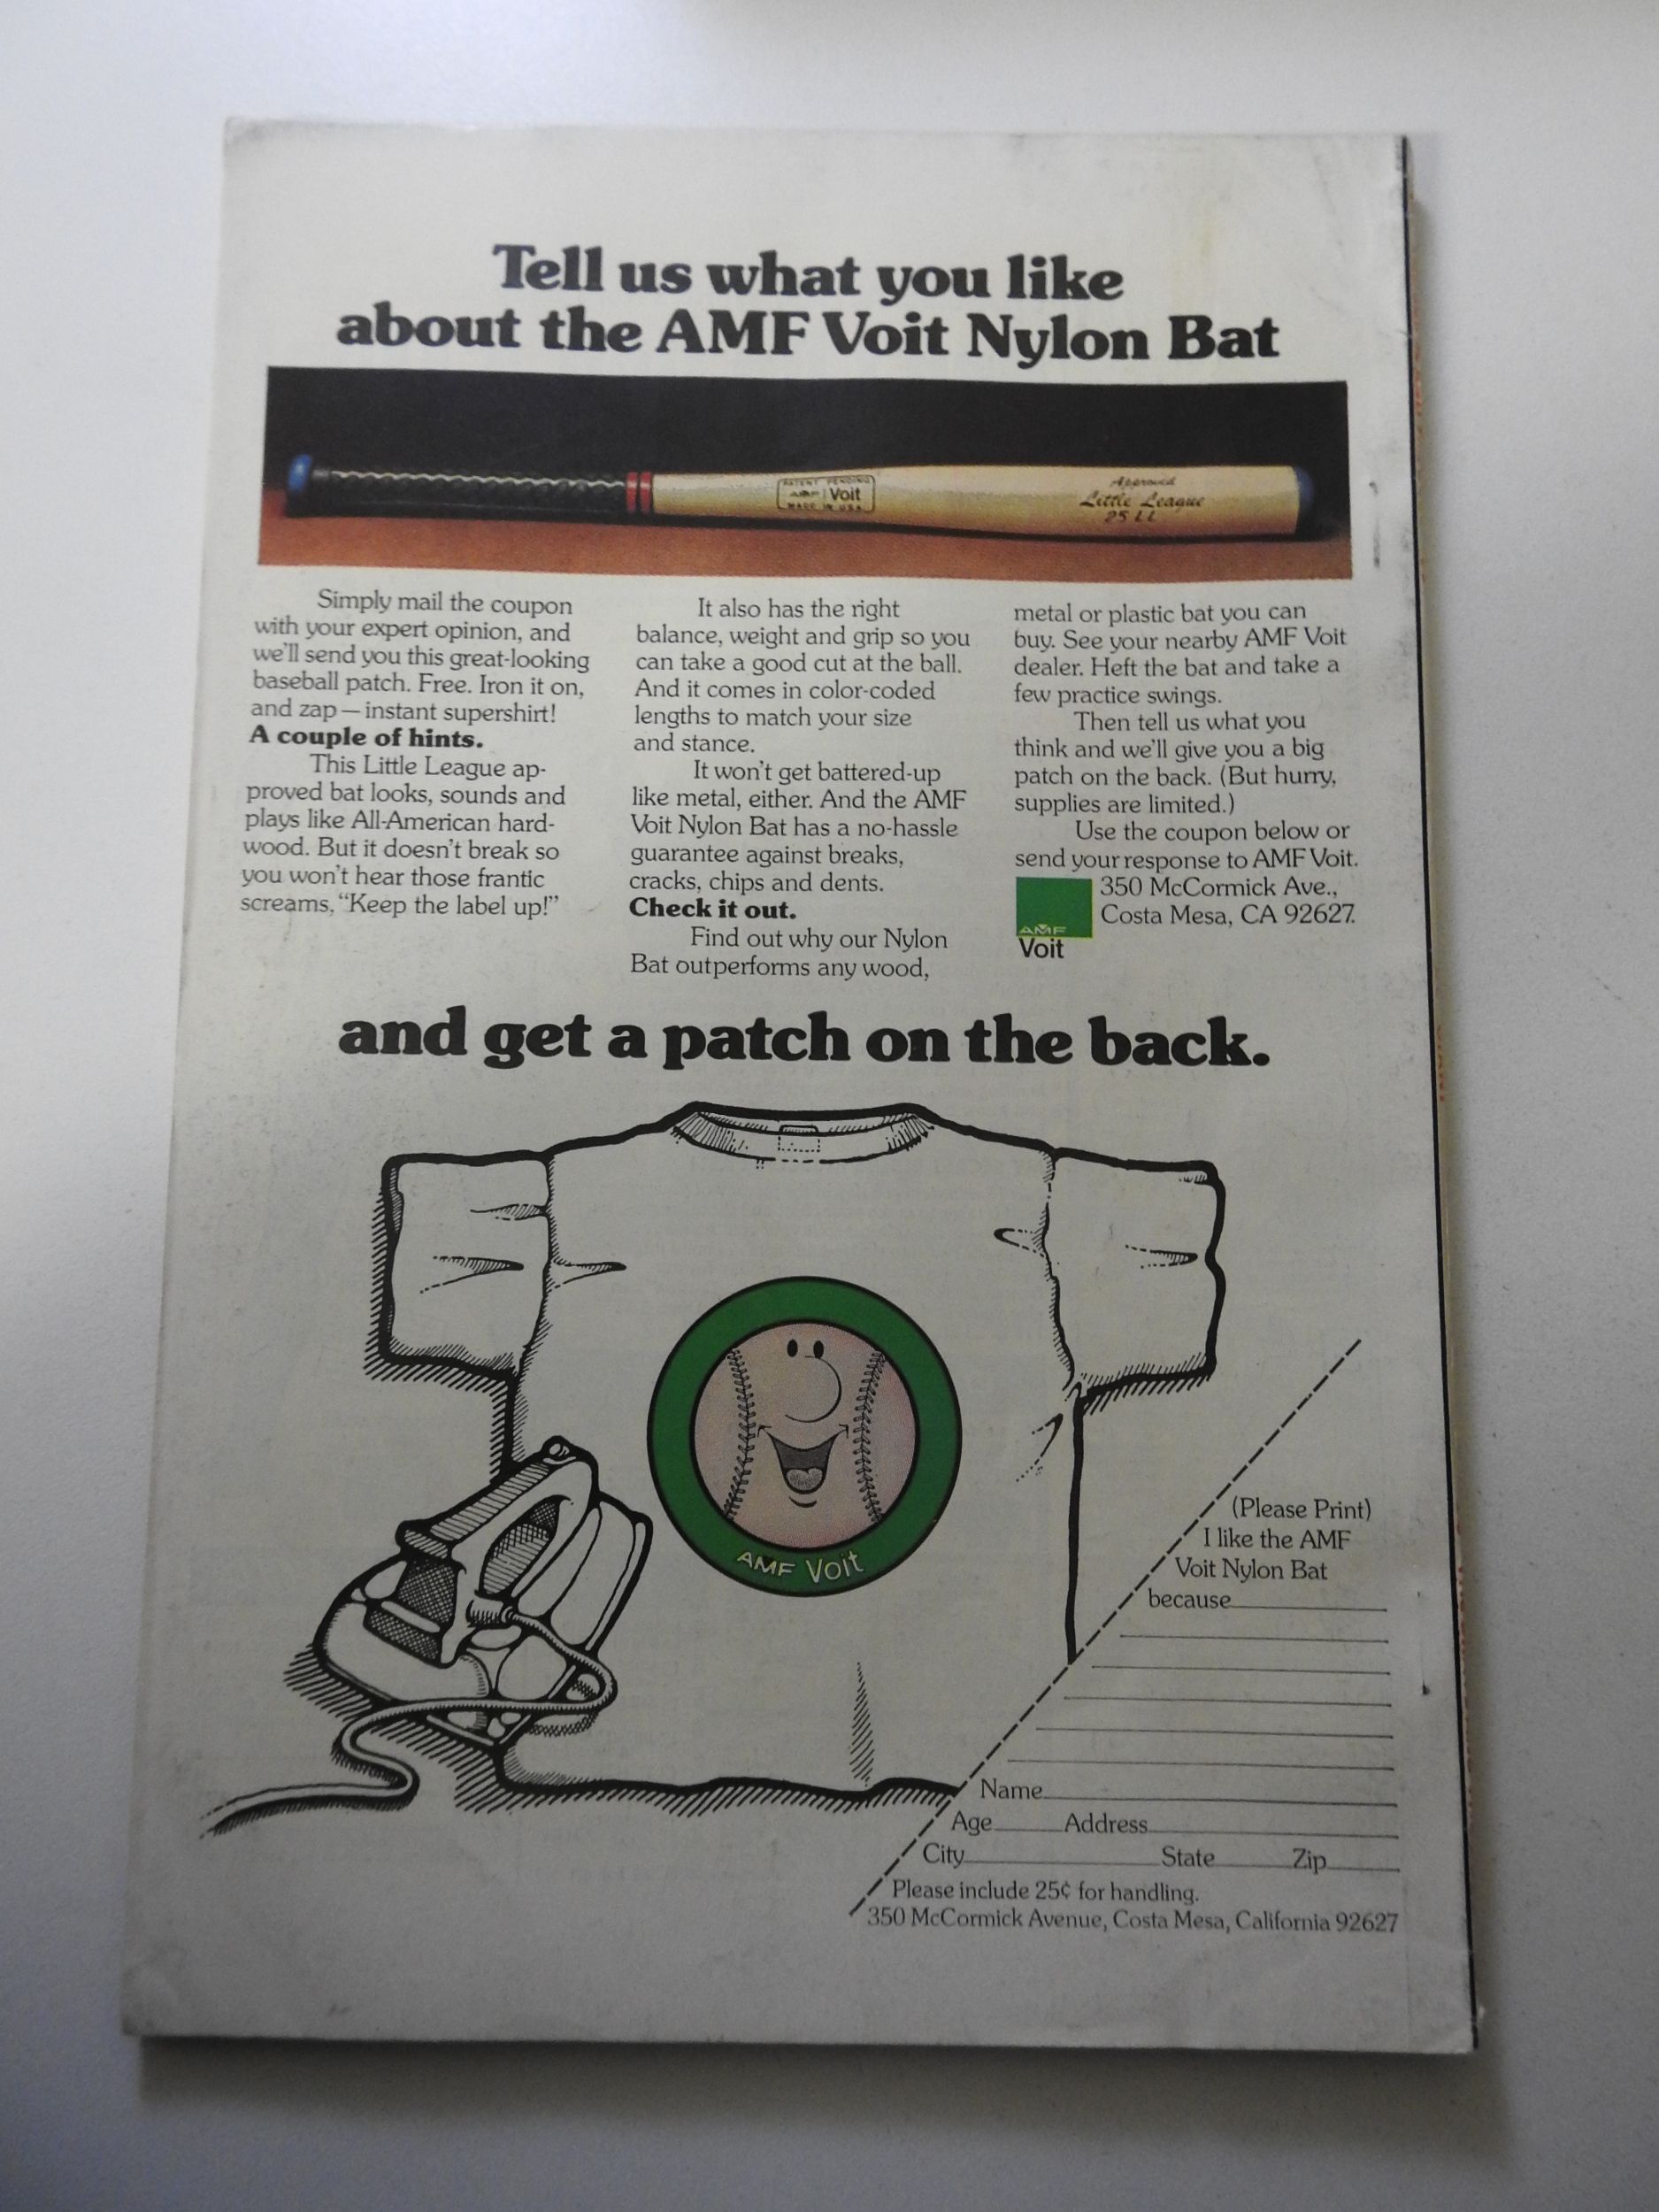 Tell us what you like
about the AMF Voit Nylon Bat
PATENT PENDING
AMF Voit
MADE IN U.S.A.
Approved
Little League
25 LL
Simply mail the coupon
with your expert opinion, and
we'll send you this great-looking
baseball patch. Free. Iron it on,
and zap — instant supershirt!
A couple of hints.
This Little League ap-
proved bat looks, sounds and
plays like All-American hard-
wood. But it doesn't break so
you won't hear those frantic
screams, "Keep the label up!"
It also has the right
balance, weight and grip so you
can take a good cut at the ball.
And it comes in color-coded
lengths to match your size
and stance.
It won't get battered-up
like metal, either. And the AMF
Voit Nylon Bat has a no-hassle
guarantee against breaks,
cracks, chips and dents.
Check it out.
Find out why our Nylon
Bat outperforms any wood,
metal or plastic bat you can
buy. See your nearby AMF Voit
dealer. Heft the bat and take a
few practice swings.
Then tell us what you
think and we'll give you a big
patch on the back. (But hurry,
supplies are limited.)
Use the coupon below or
send your response to AMF Voit.
350 McCormick Ave.,
Costa Mesa, CA 92627.
AMF
Voit
and get a patch on the back.
AMF Voit
(Please Print)
I like the AMF
Voit Nylon Bat
because
Name
Age Address
City State Zip
Please include 25¢ for handling.
350 McCormick Avenue, Costa Mesa, California 92627